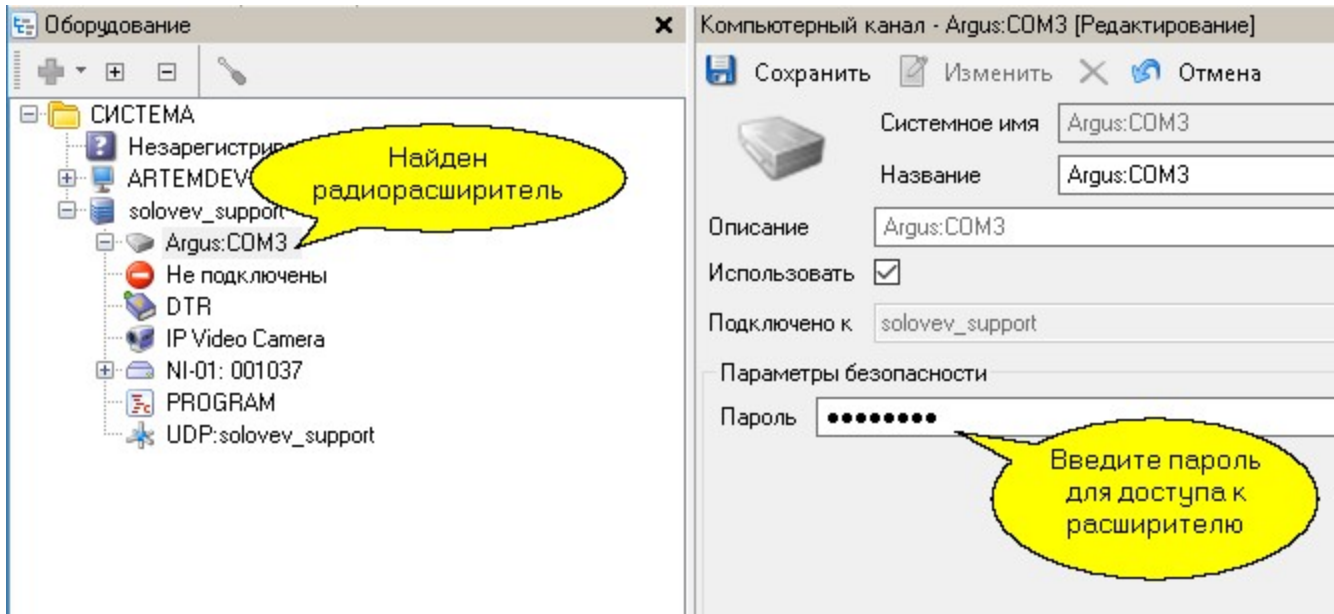 Оборудование
СИСТЕМА
Найден
радиорасширитель
ARTEMDEV
solovev_support
Argus:COM3
Не подключены
DTR
IP Video Camera
NI-01: 001037
PROGRAM
UDP:solovev_support
Компьютерный канал - Argus:COM3 [Редактирование]
Сохранить Изменить Отмена
Системное имя Argus:COM3
Название Argus:COM3
Описание Argus:COM3
Использовать
Подключено к solovev_support
Параметры безопасности
Пароль ●●●●●●●●
Введите пароль
для доступа к
расширителю